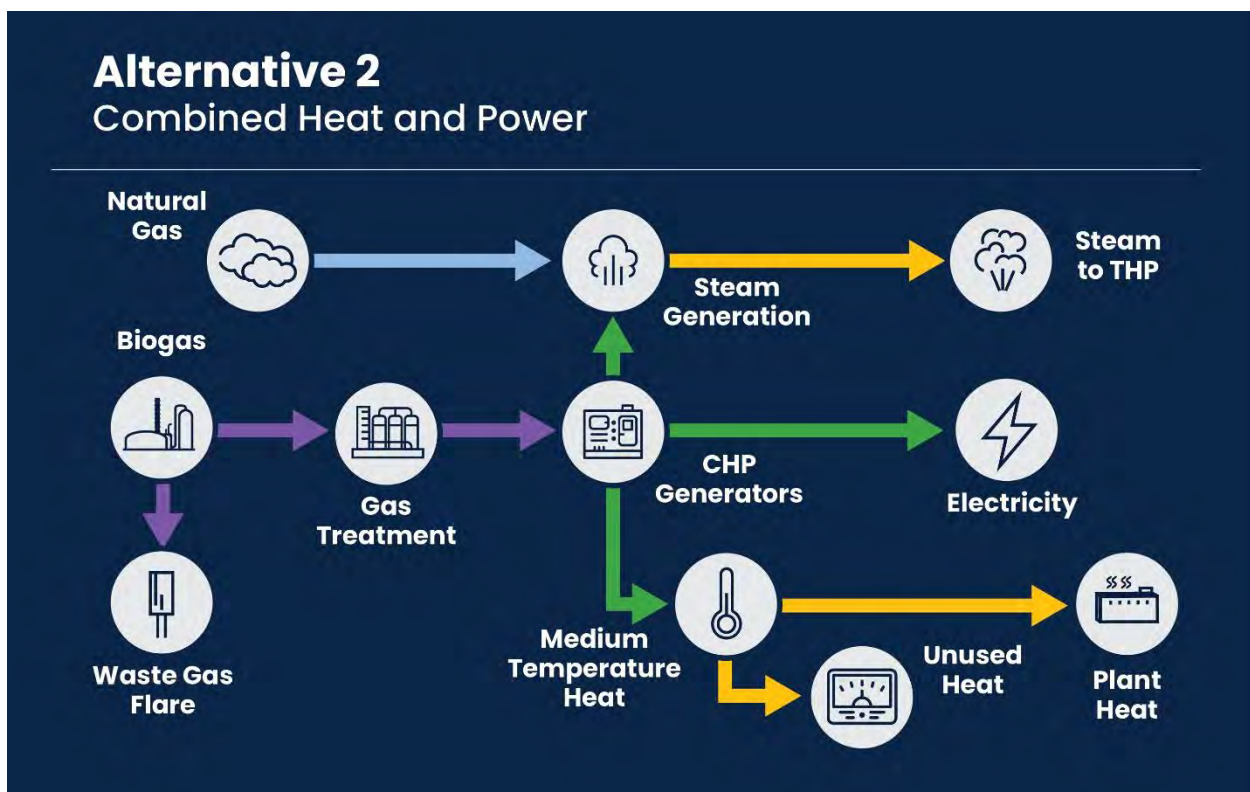 Alternative 2
Combined Heat and Power
Natural
Gas
Steam
to THP
Steam
Generation
Biogas
Gas
Treatment
CHP
Generators
Electricity
Waste Gas
Flare
Medium
Temperature
Heat
Unused
Heat
Plant
Heat